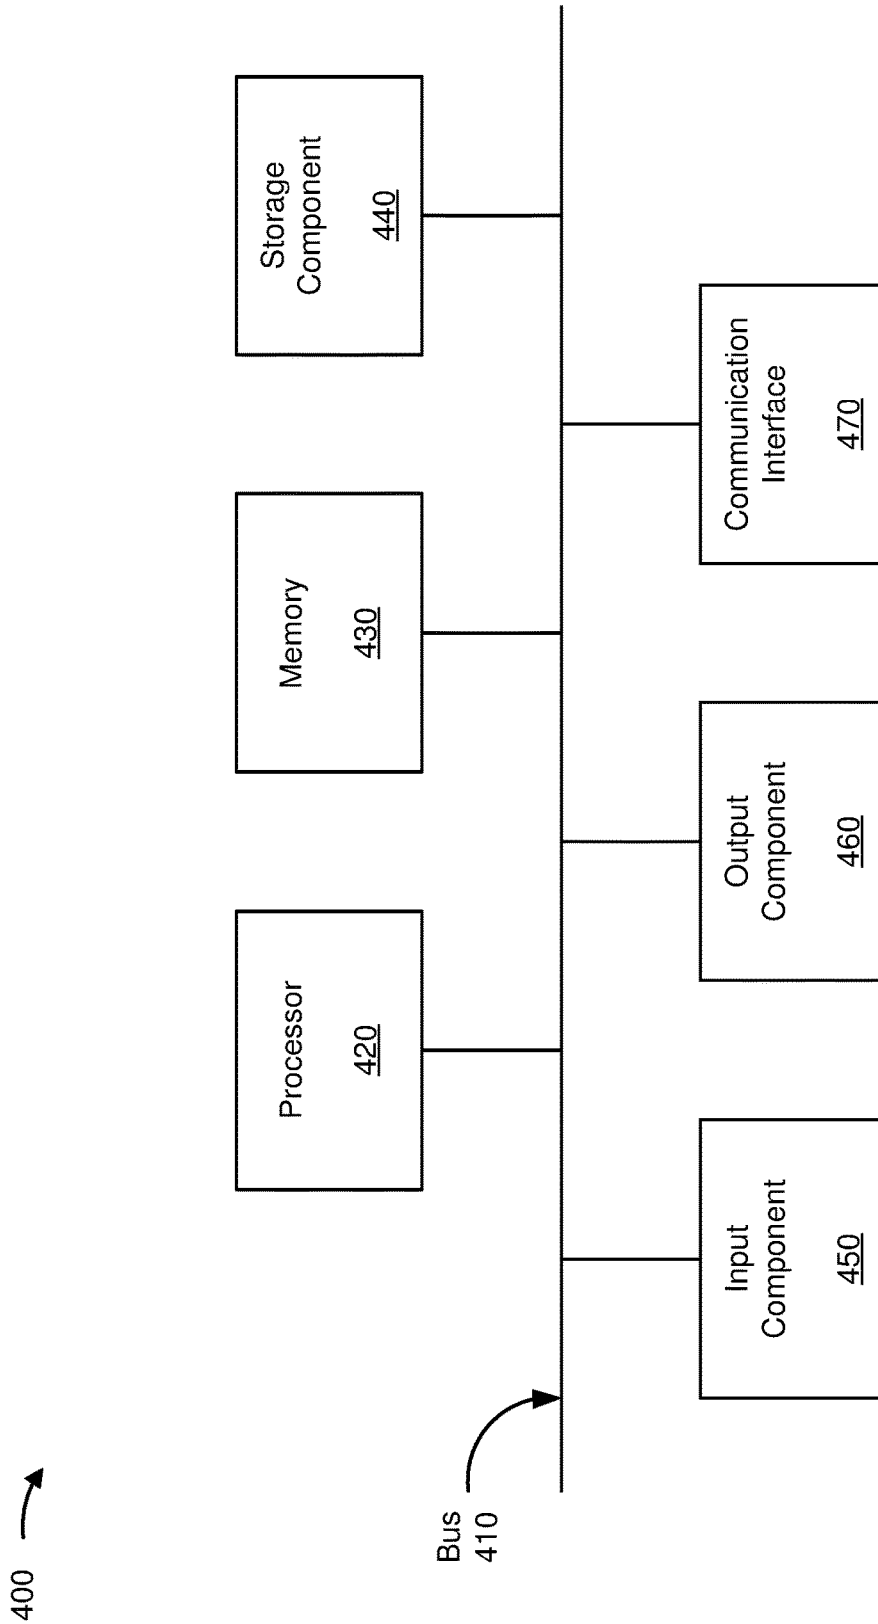 400
Processor
420
Memory
430
Storage
Component
440
Bus
410
Input
Component
450
Output
Component
460
Communication
Interface
470